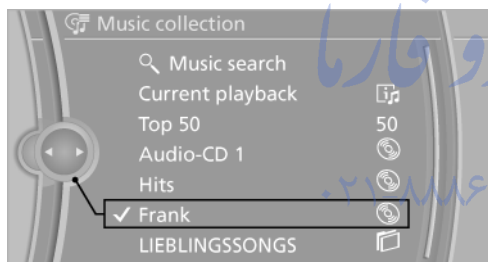 Music collection
Music search
Current playback
Top 50 50
Audio-CD 1
Hits
Frank
LIEBLINGSSONGS